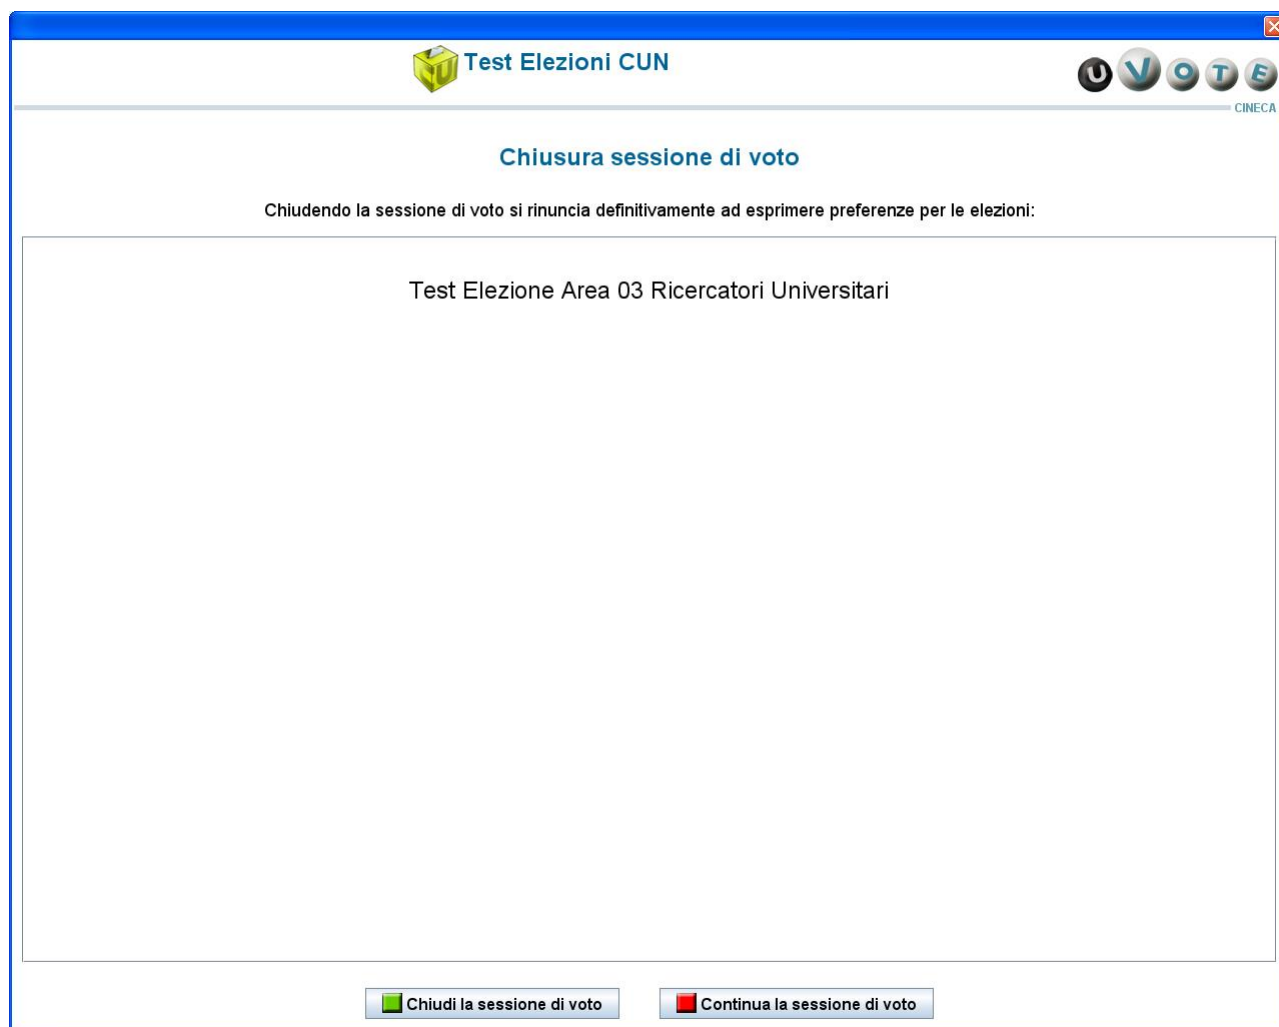 Test Elezioni CUN
U V O T E
CINECA
Chiusura sessione di voto
Chiudendo la sessione di voto si rinuncia definitivamente ad esprimere preferenze per le elezioni:
Test Elezione Area 03 Ricercatori Universitari
Chiudi la sessione di voto
Continua la sessione di voto